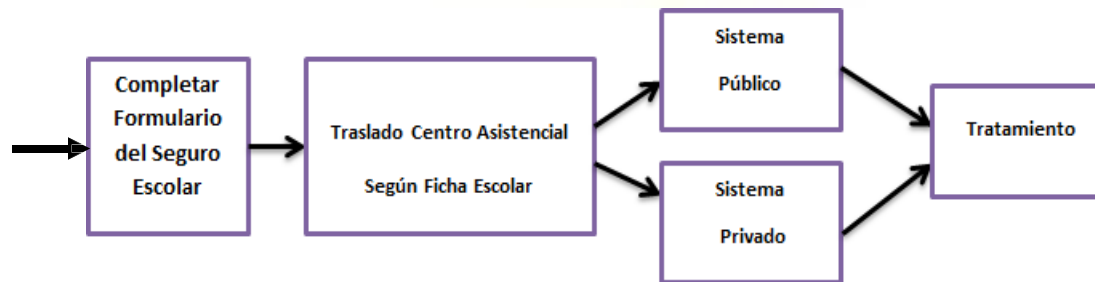 Completar
Formulario
del Seguro
Escolar
Traslado Centro Asistencial
Según Ficha Escolar
Sistema
Público
Sistema
Privado
Tratamiento